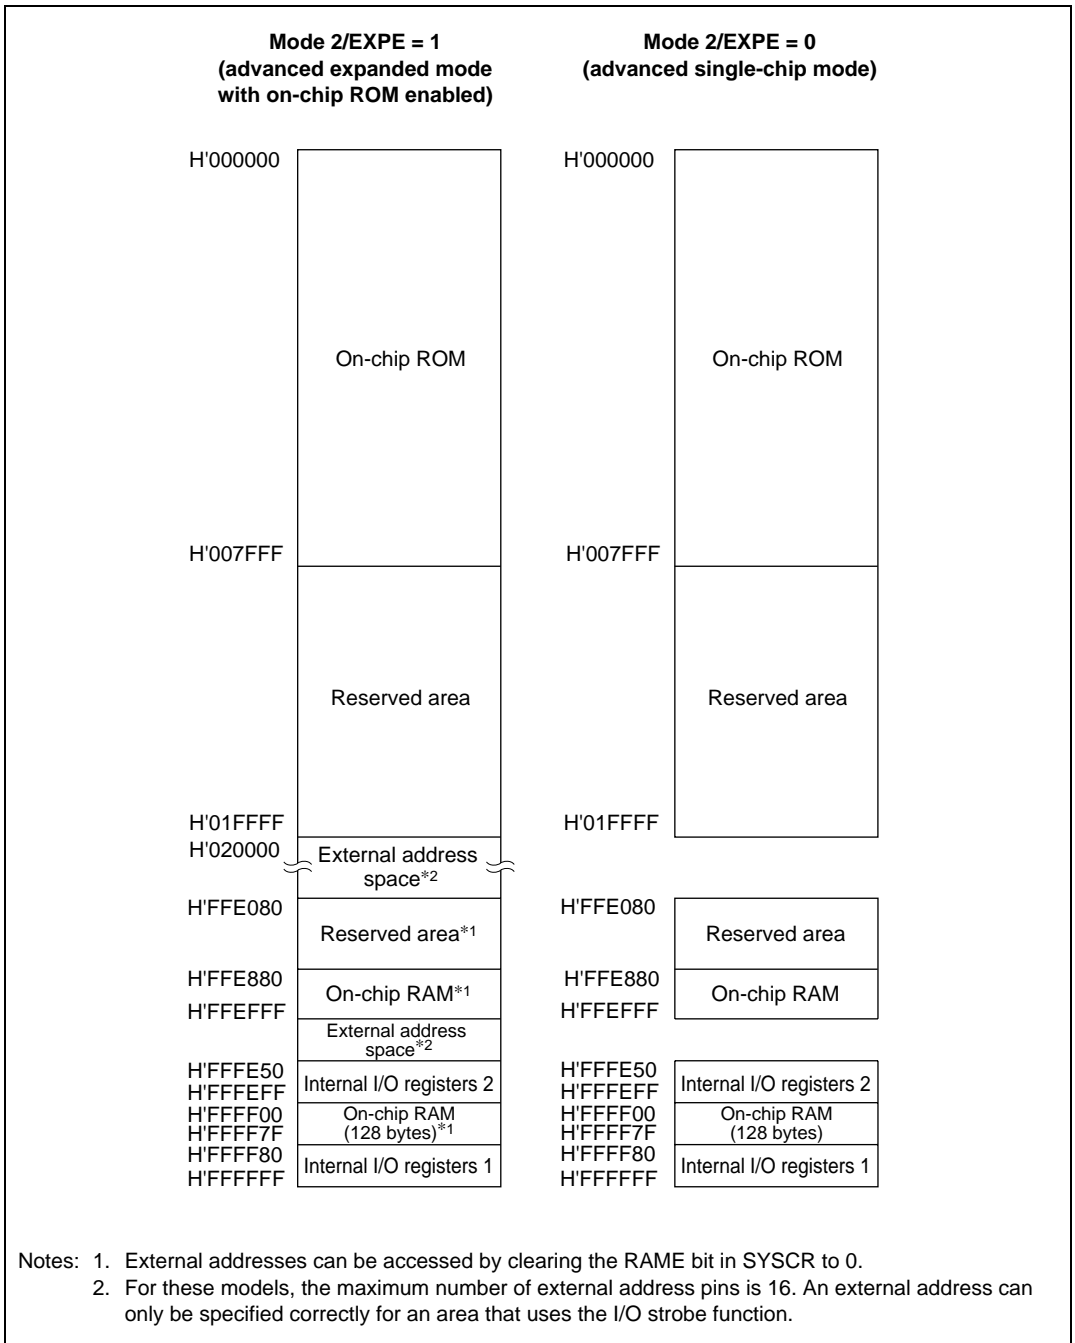 Mode 2/EXPE = 1
(advanced expanded mode
with on-chip ROM enabled)
Mode 2/EXPE = 0
(advanced single-chip mode)
H'000000
On-chip ROM
H'007FFF
Reserved area
H'01FFFF
H'020000
External address
space*2
H'FFE080
Reserved area*1
H'FFE880
On-chip RAM*1
H'FFEFFF
External address
space*2
H'FFFE50
Internal I/O registers 2
H'FFFEFF
H'FFFF00
On-chip RAM
(128 bytes)*1
H'FFFF7F
H'FFFF80
Internal I/O registers 1
H'FFFFFF
H'000000
On-chip ROM
H'007FFF
Reserved area
H'01FFFF
H'FFE080
Reserved area
H'FFE880
On-chip RAM
H'FFEFFF
H'FFFE50
Internal I/O registers 2
H'FFFEFF
H'FFFF00
On-chip RAM
(128 bytes)
H'FFFF7F
H'FFFF80
Internal I/O registers 1
H'FFFFFF
Notes: 1. External addresses can be accessed by clearing the RAME bit in SYSCR to 0.
2. For these models, the maximum number of external address pins is 16. An external address can
only be specified correctly for an area that uses the I/O strobe function.